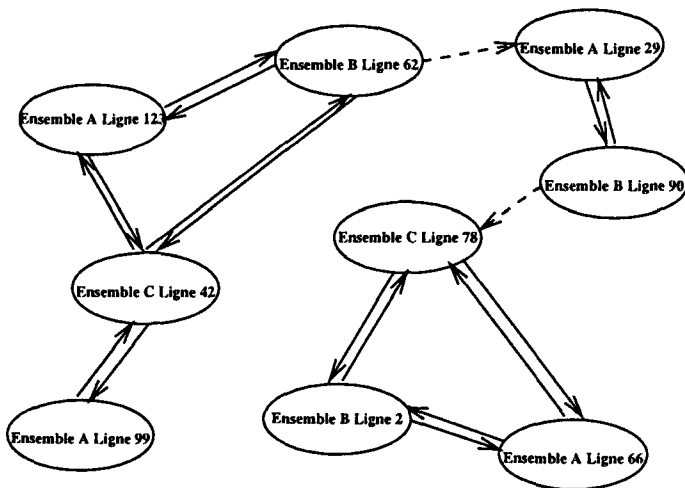 Ensemble B Ligne 62
Ensemble A Ligne 29
Ensemble A Ligne 123
Ensemble B Ligne 90
Ensemble C Ligne 78
Ensemble C Ligne 42
Ensemble B Ligne 2
Ensemble A Ligne 99
Ensemble A Ligne 66